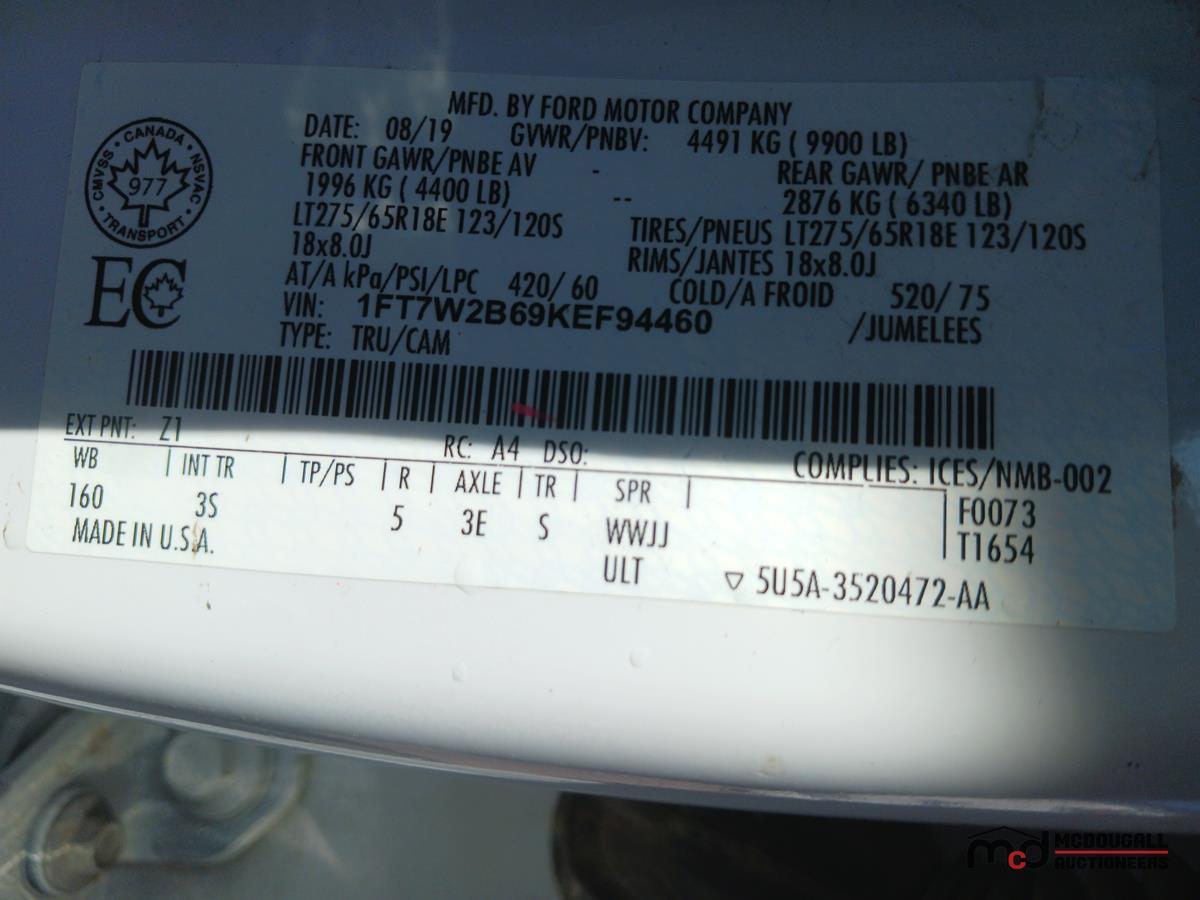 MFD. BY FORD MOTOR COMPANY
DATE: 08/19 GVWR/PNBV: 4491 KG ( 9900 LB)
FRONT GAWR/PNBE AV - REAR GAWR/ PNBE AR
1996 KG ( 4400 LB) -- 2876 KG ( 6340 LB)
LT275/65R18E 123/120S TIRES/PNEUS LT275/65R18E 123/120S
18x8.0J RIMS/JANTES 18x8.0J
AT/A kPa/PSI/LPC 420/ 60 COLD/A FROID 520/ 75
VIN: 1FT7W2B69KEF94460 /JUMELEES
TYPE: TRU/CAM
CMVSS • CANADA • NSVAC • TRANSPORT •
977
EC
EXT PNT: Z1 RC: A4 DSO: COMPLIES: ICES/NMB-002
WB | INT TR | TP/PS | R | AXLE | TR | SPR |
160 3S 5 3E S WWJJ F0073
MADE IN U.S.A. ULT T1654
▽ 5U5A-3520472-AA
mcd MCDOUGALL
AUCTIONEERS